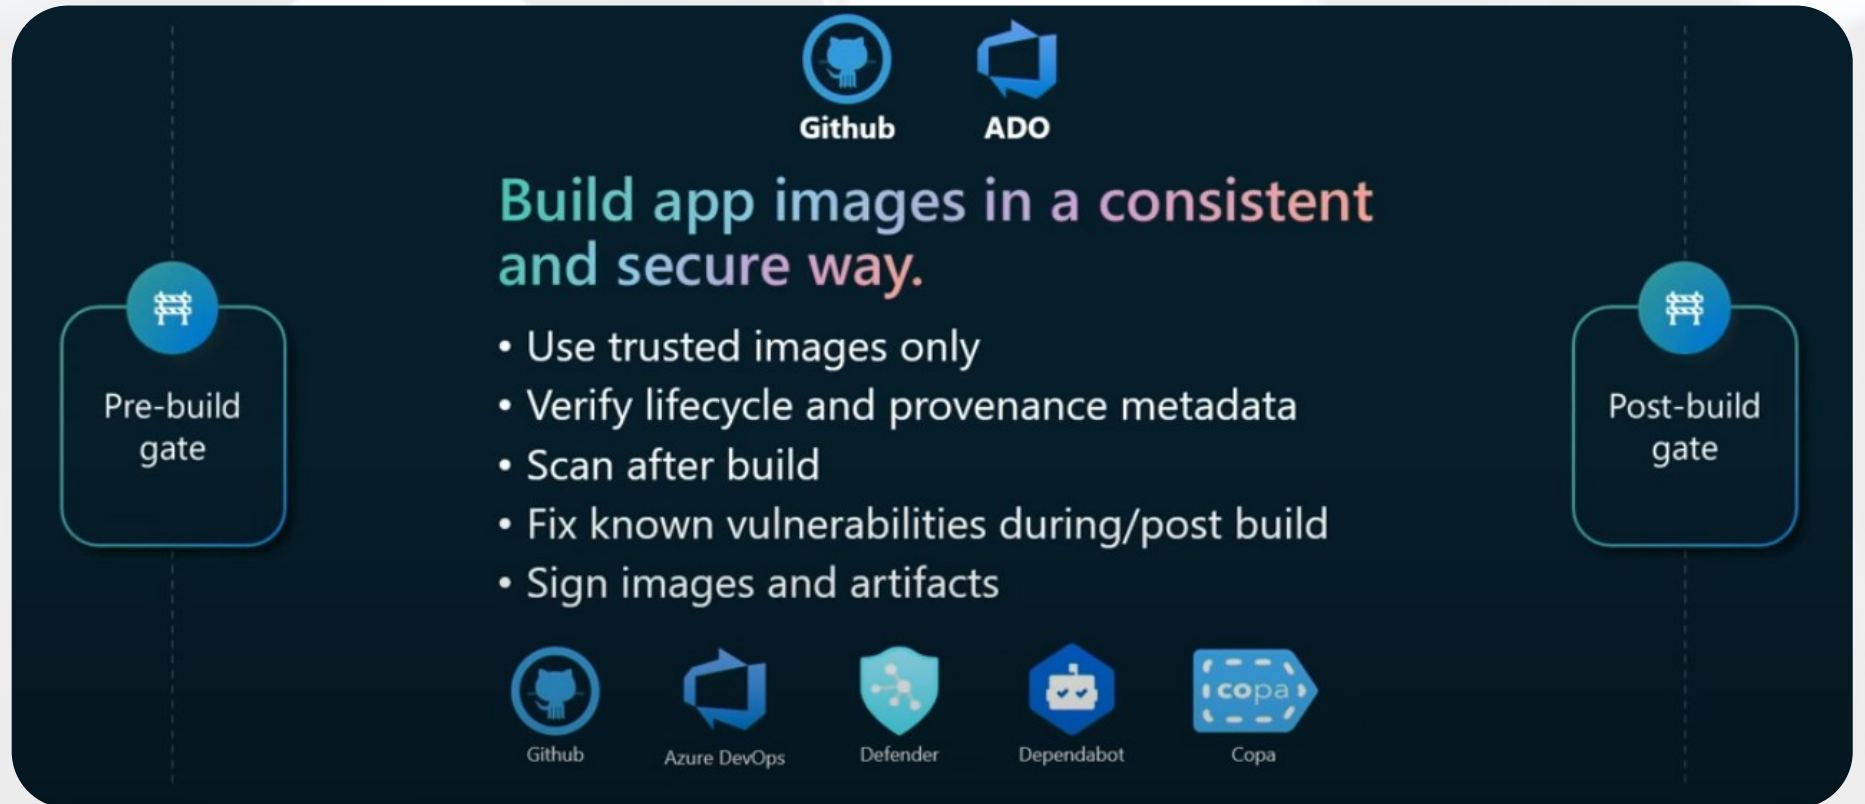 Github
ADO
Build app images in a consistent
and secure way.
Pre-build
gate
• Use trusted images only
• Verify lifecycle and provenance metadata
• Scan after build
• Fix known vulnerabilities during/post build
• Sign images and artifacts
Post-build
gate
copa
Github
Azure DevOps
Defender
Dependabot
Copa